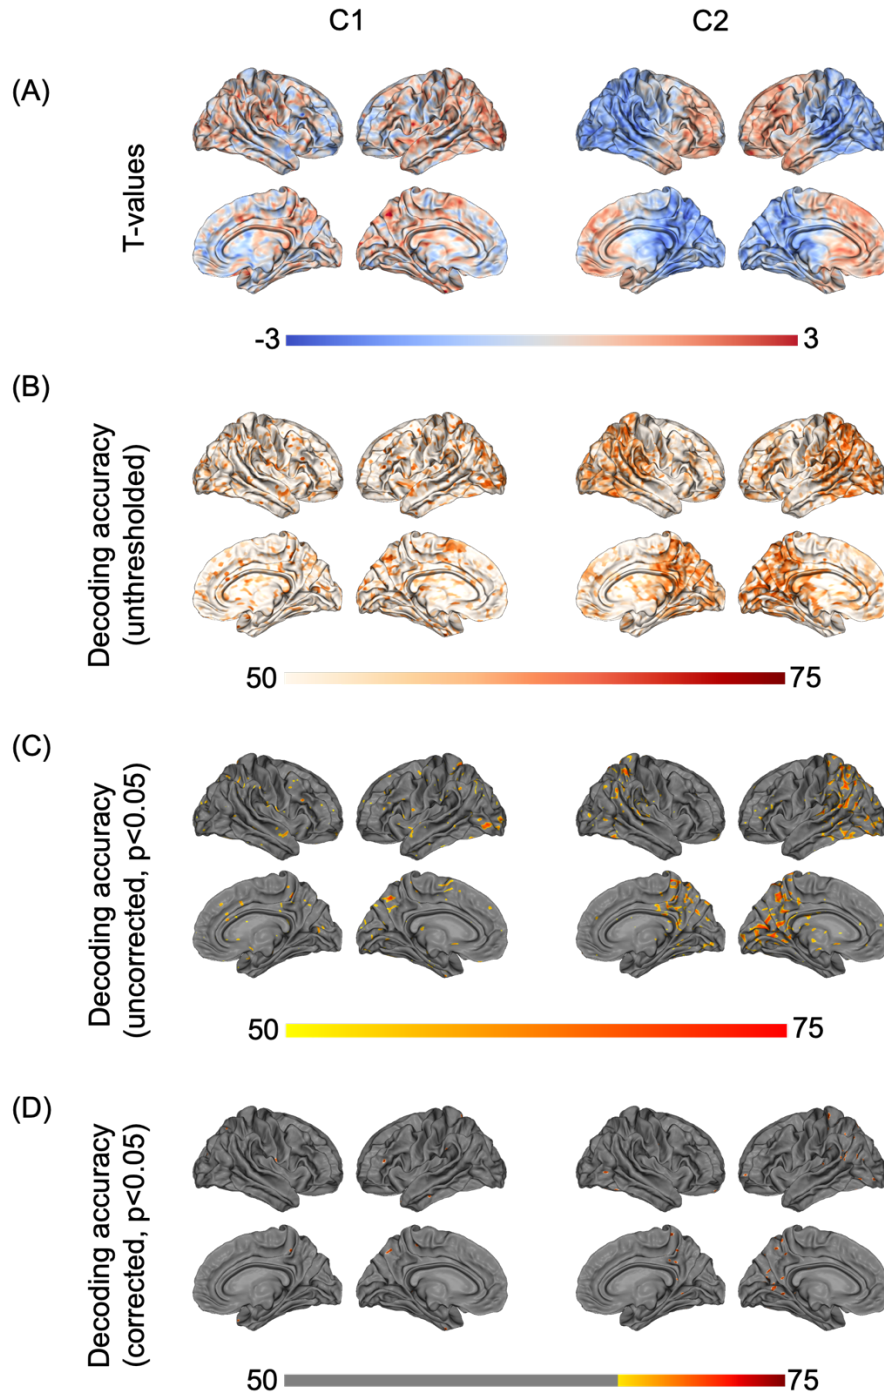 C1 C2
(A)
T-values
-3 3
(B)
Decoding accuracy
(unthresholded)
50 75
(C)
Decoding accuracy
(uncorrected, p<0.05)
50 75
(D)
Decoding accuracy
(corrected, p<0.05)
50 75